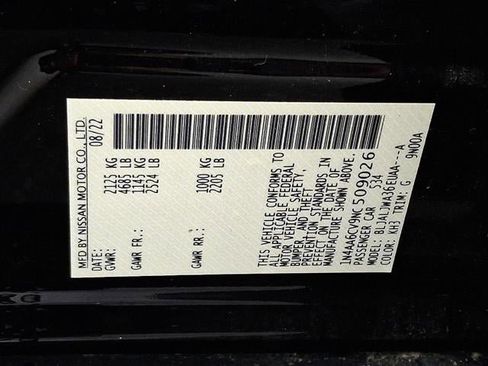 MFD BY NISSAN MOTOR CO., LTD.
DATE: 08/22
GVWR: 2125 KG
4685 LB
GAWR FR.: 1145 KG
2524 LB
GAWR RR.: 1000 KG
2205 LB
THIS VEHICLE CONFORMS TO
ALL APPLICABLE FEDERAL
MOTOR VEHICLE SAFETY,
BUMPER, AND THEFT
PREVENTION STANDARDS IN
EFFECT ON THE DATE OF
MANUFACTURE SHOWN ABOVE.
1N4AA6CV9NC509026
PASSENGER CAR 534
MODEL: BLJALJWA36EUAA---A
COLOR: KH3 TRIM: G 9N00A